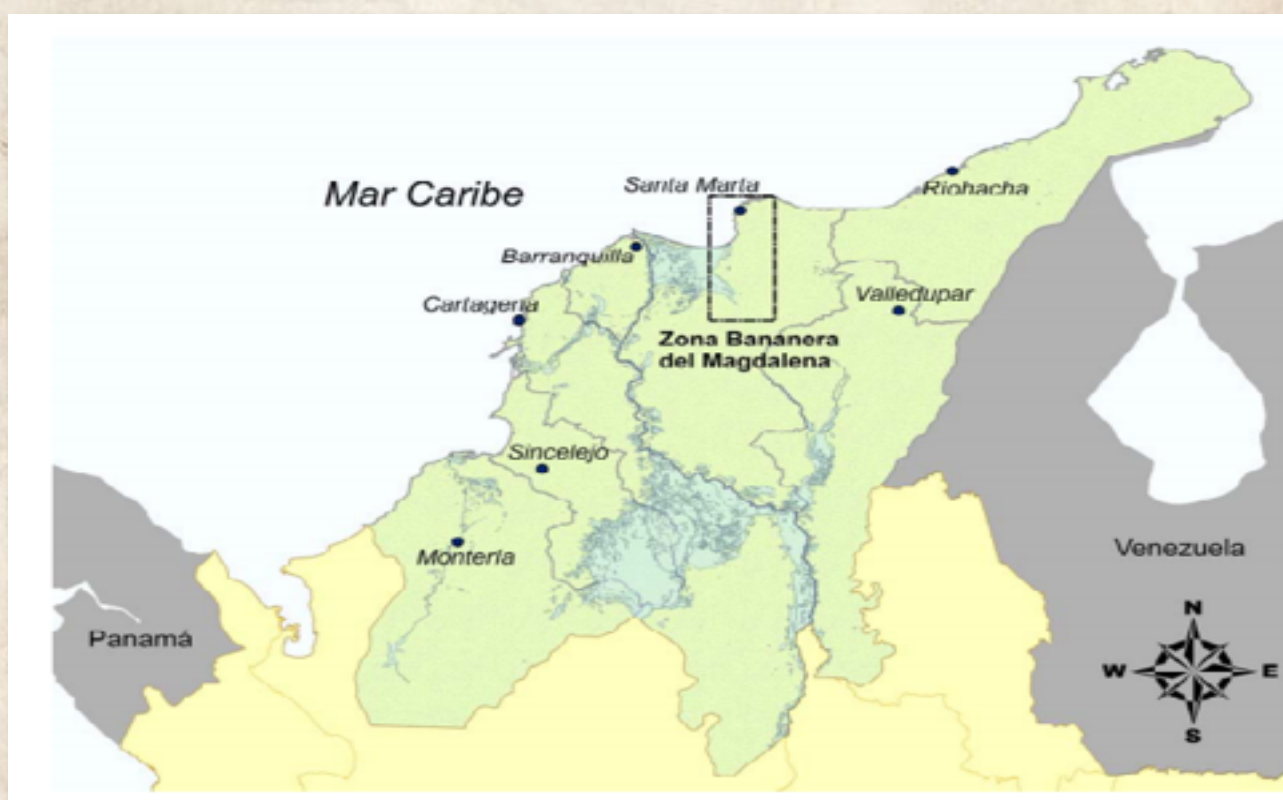 Mar Caribe
Santa Marta
Riohacha
Barranquilla
Cartagena
Valledupar
Zona Bananera
del Magdalena
Sincelejo
Montería
Venezuela
Panamá
N
W
E
S